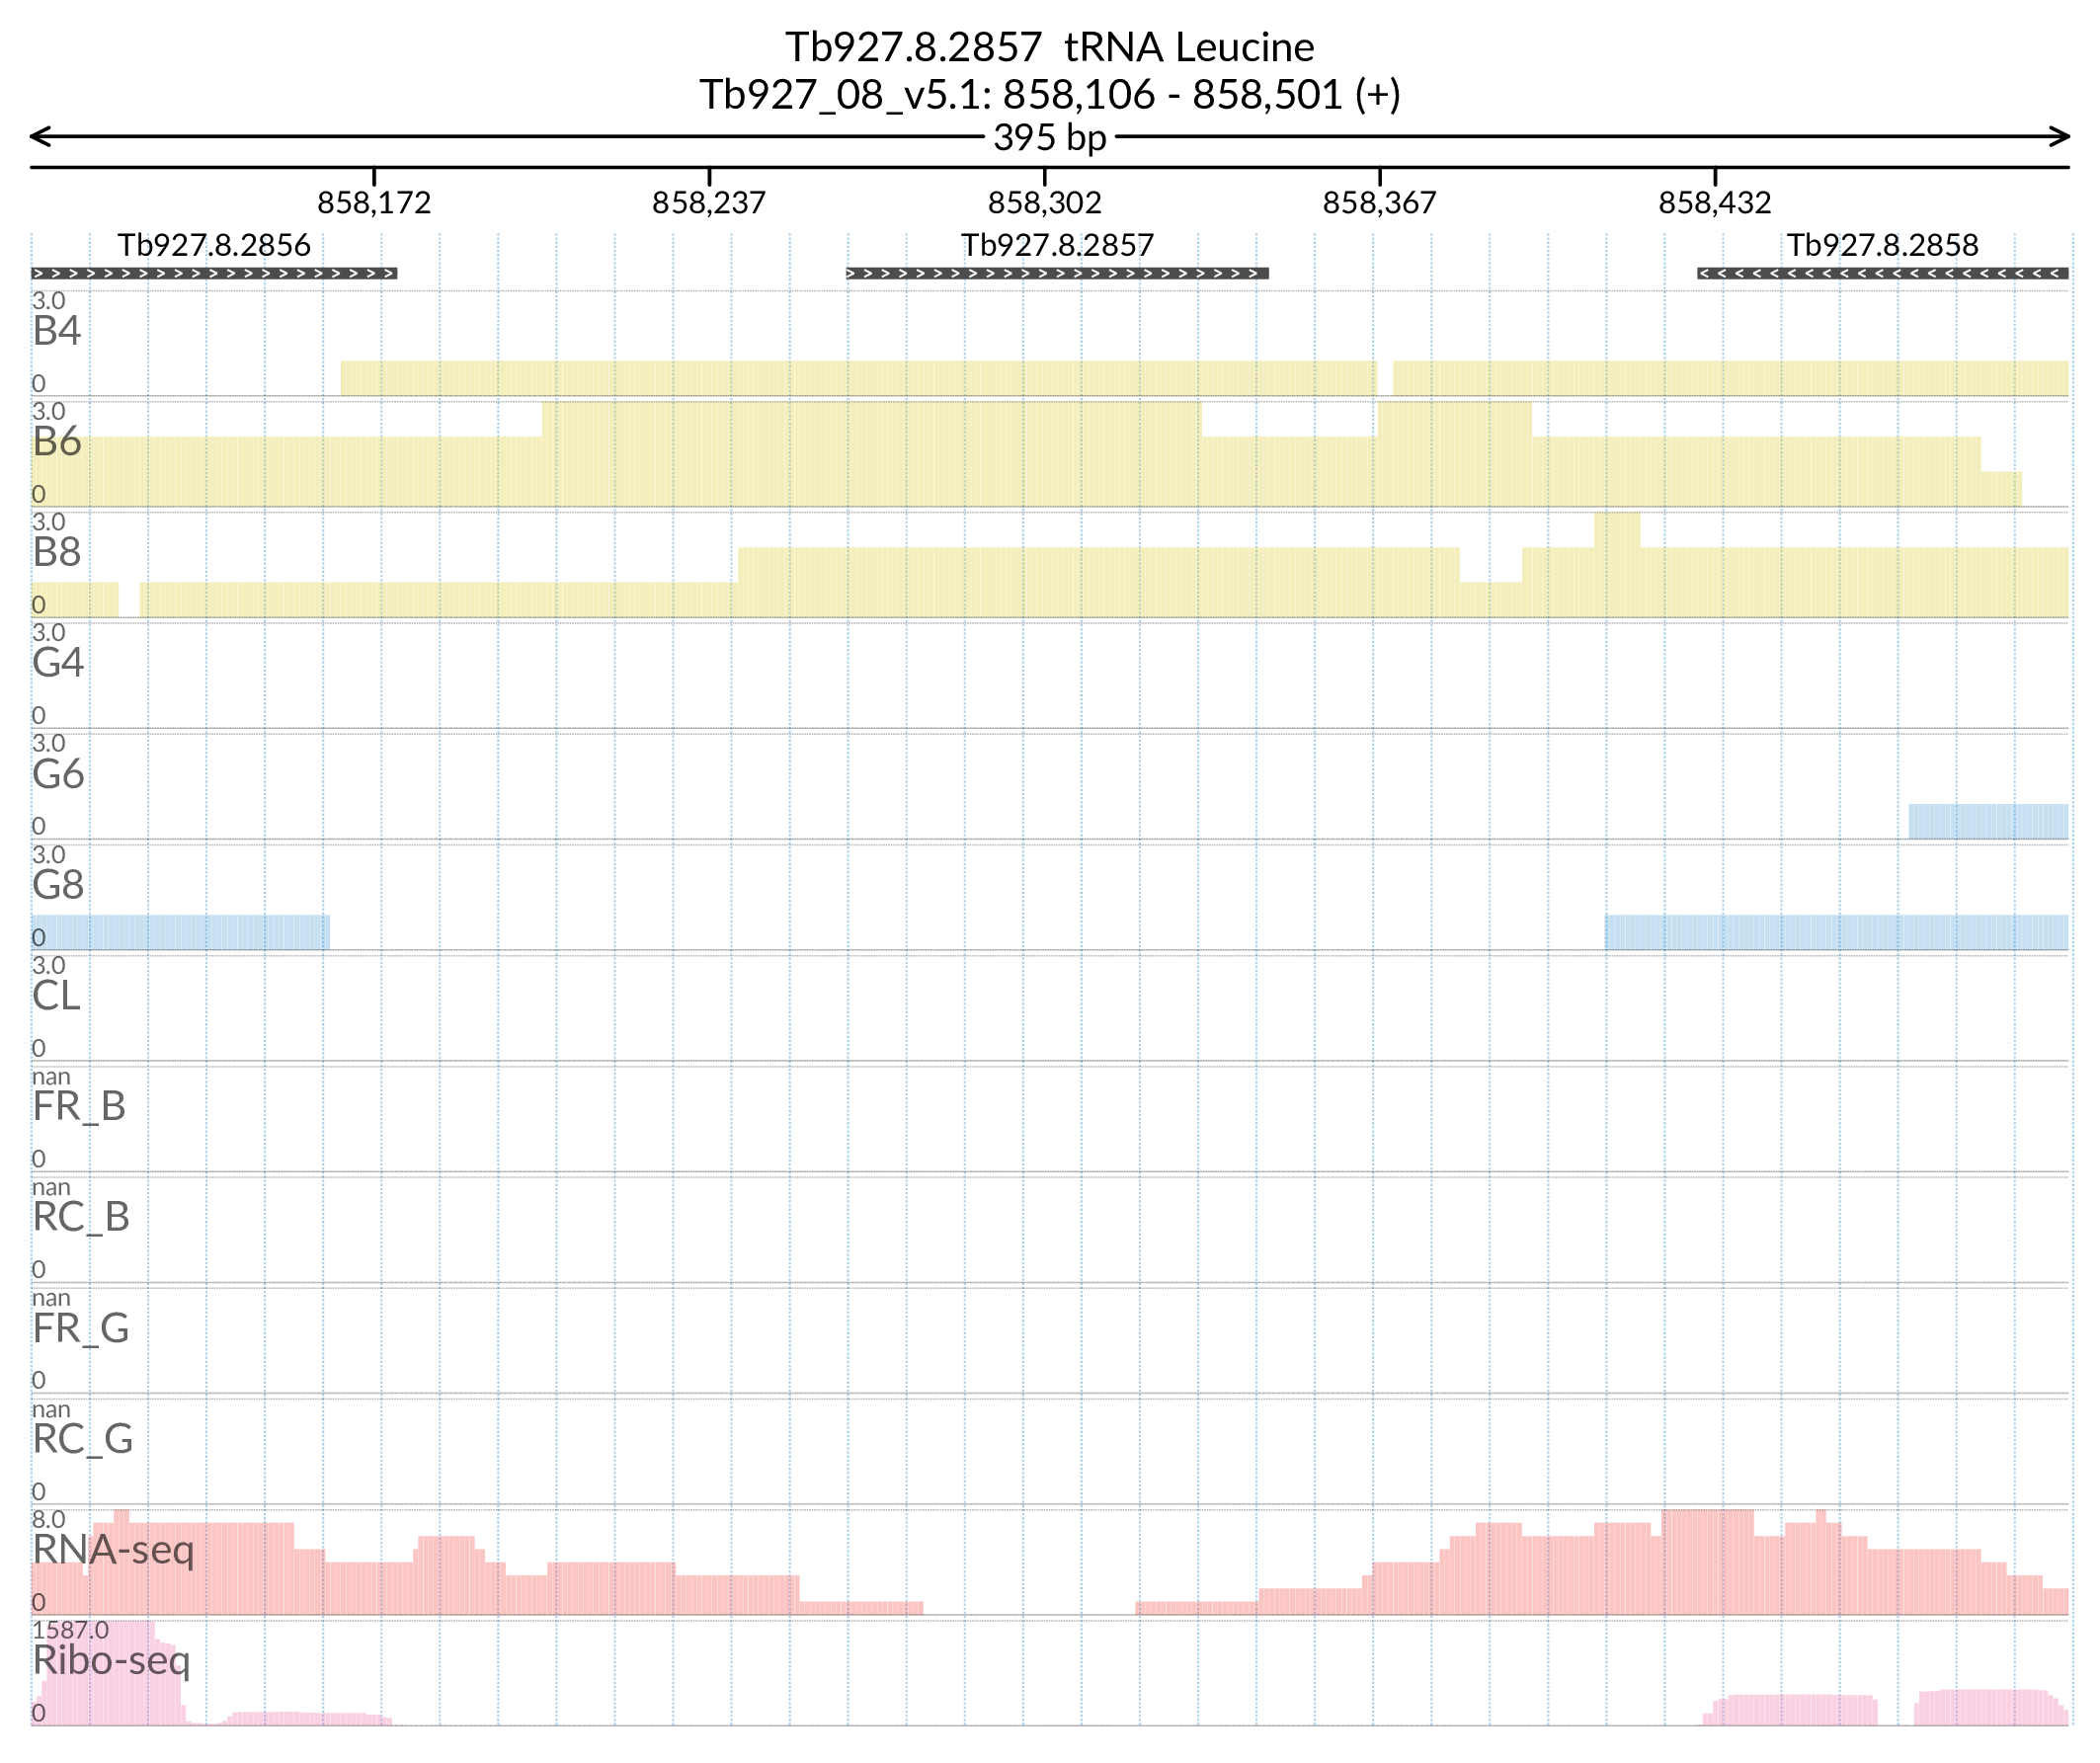 Tb927.8.2857 tRNA Leucine
Tb927_08_v5.1: 858,106 - 858,501 (+)
395 bp
858,172 858,237 858,302 858,367 858,432
Tb927.8.2856 Tb927.8.2857 Tb927.8.2858
3.0
B4
0
3.0
B6
0
3.0
B8
0
3.0
G4
0
3.0
G6
0
3.0
G8
0
3.0
CL
0
nan
FR_B
0
nan
RC_B
0
nan
FR_G
0
nan
RC_G
0
8.0
RNA-seq
0
1587.0
Ribo-seq
0